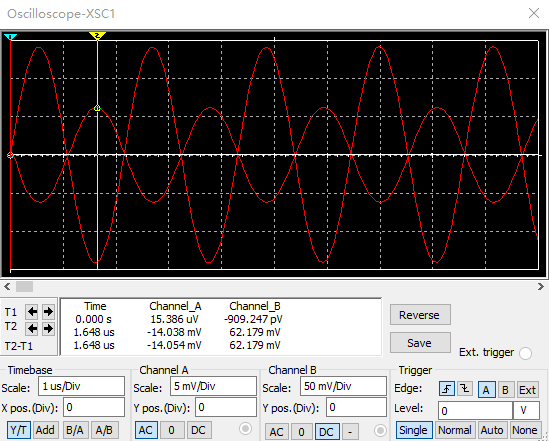 Oscilloscope-XSC1
1
2
T1
T2
T2-T1
Time Channel_A Channel_B
0.000 s 15.386 uV -909.247 pV
1.648 us -14.038 mV 62.179 mV
1.648 us -14.054 mV 62.179 mV
Reverse
Save
Ext. trigger
Timebase
Scale: 1 us/Div
X pos.(Div): 0
Y/T Add B/A A/B
Channel A
Scale: 5 mV/Div
Y pos.(Div): 0
AC 0 DC
Channel B
Scale: 50 mV/Div
Y pos.(Div): 0
AC 0 DC -
Trigger
Edge: A B Ext
Level: 0 V
Single Normal Auto None